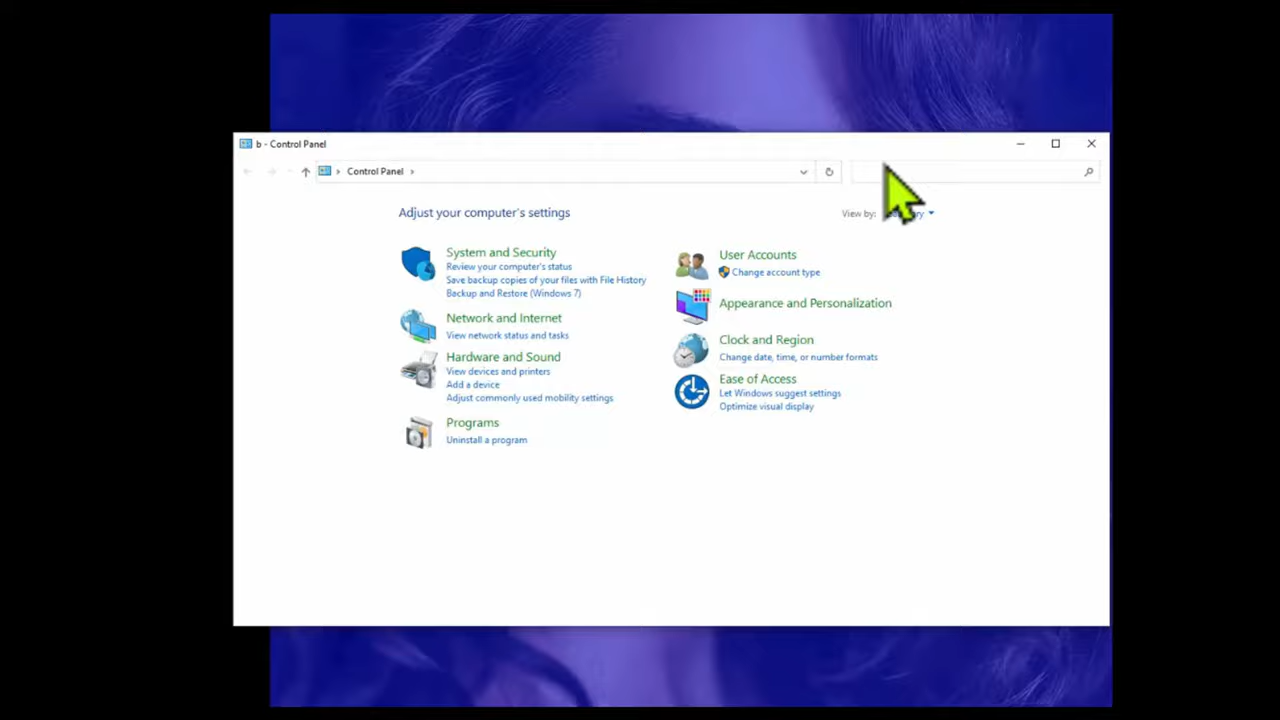 b - Control Panel
Control Panel
Adjust your computer's settings
View by:
System and Security
Review your computer's status
Save backup copies of your files with File History
Backup and Restore (Windows 7)
Network and Internet
View network status and tasks
Hardware and Sound
View devices and printers
Add a device
Adjust commonly used mobility settings
Programs
Uninstall a program
User Accounts
Change account type
Appearance and Personalization
Clock and Region
Change date, time, or number formats
Ease of Access
Let Windows suggest settings
Optimize visual display